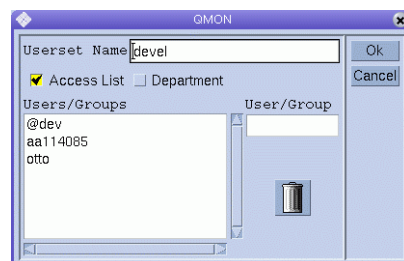 QMON
Userset Name devel Ok
Access List Department Cancel
Users/Groups User/Group
@dev
aa114085
otto